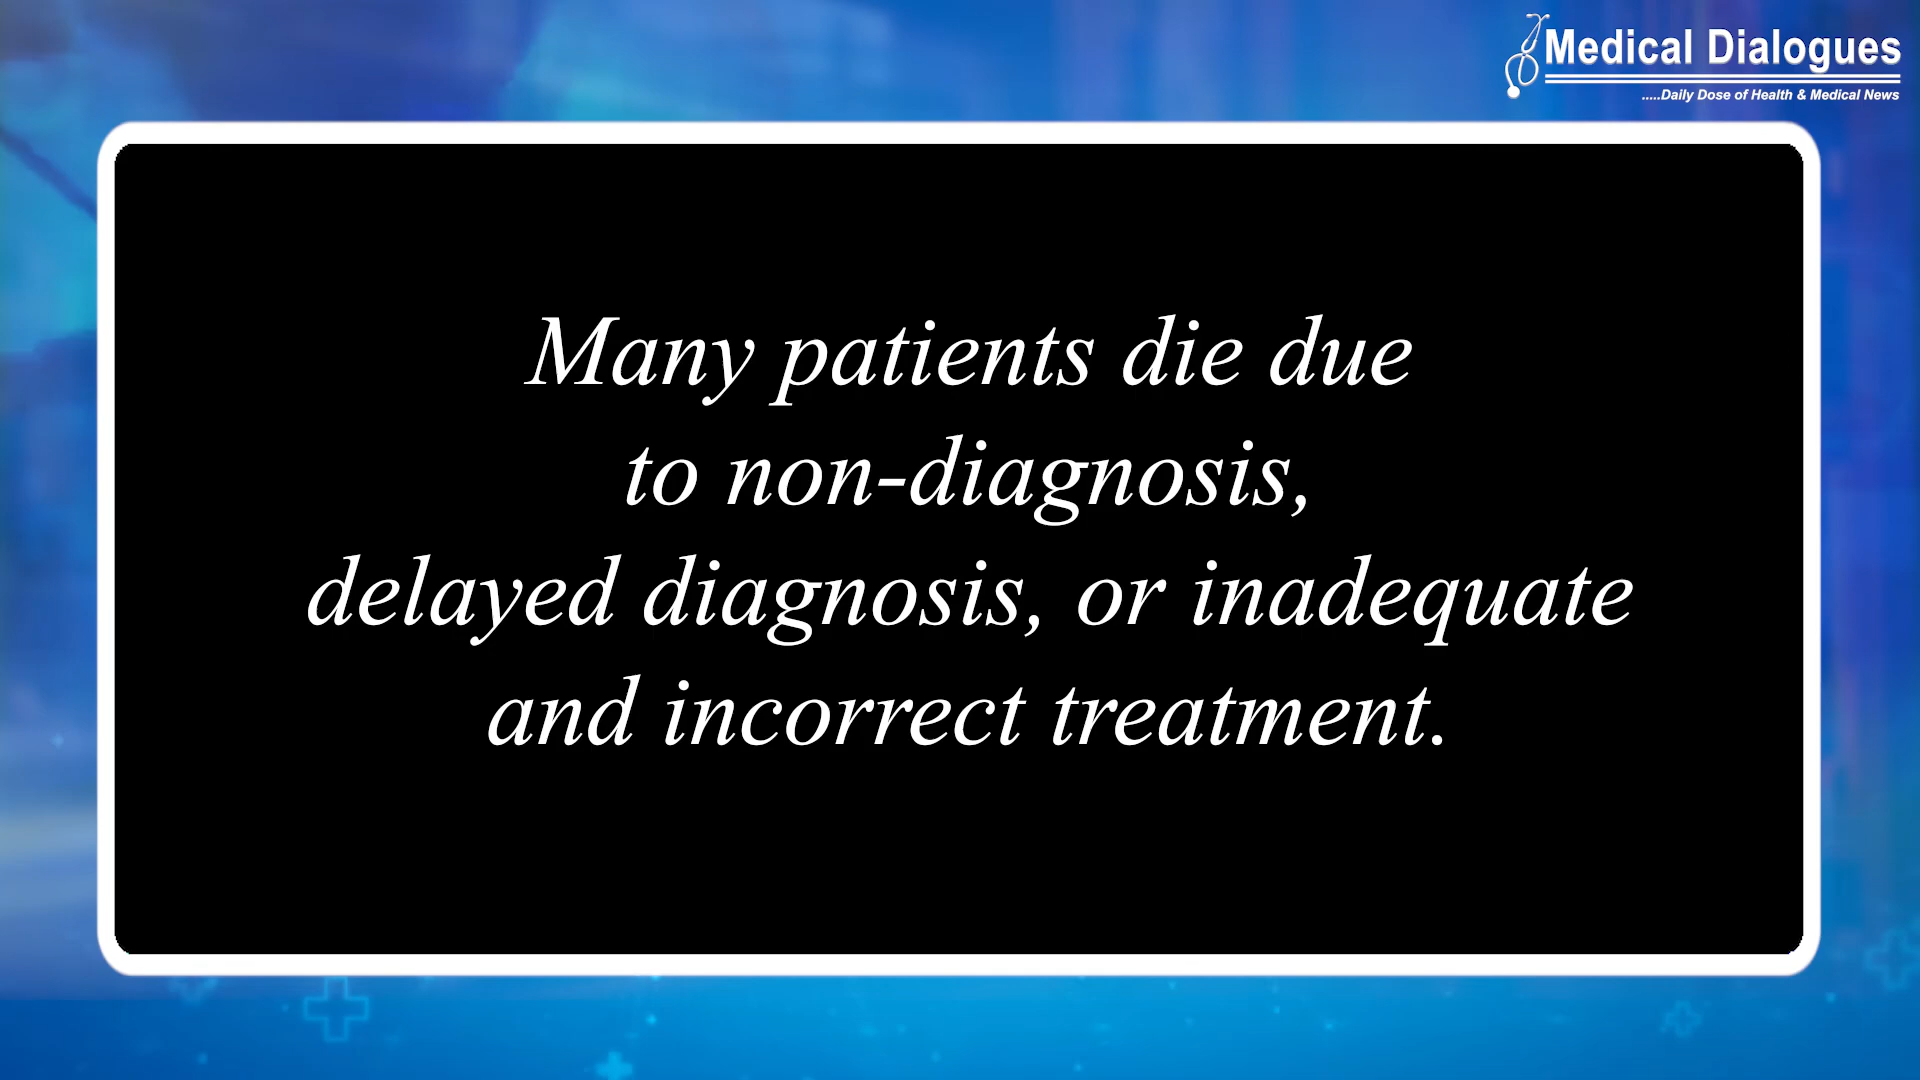 Medical Dialogues
.....Daily Dose of Health & Medical News
Many patients die due
to non-diagnosis,
delayed diagnosis, or inadequate
and incorrect treatment.